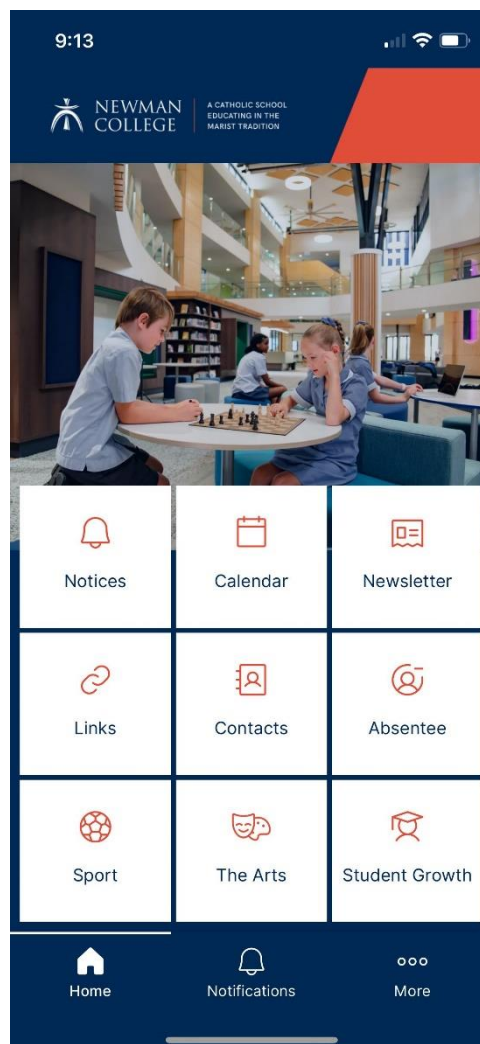 9:13
NEWMAN
COLLEGE
A CATHOLIC SCHOOL
EDUCATING IN THE
MARIST TRADITION
Notices
Calendar
Newsletter
Links
Contacts
Absentee
Sport
The Arts
Student Growth
Home
Notifications
More